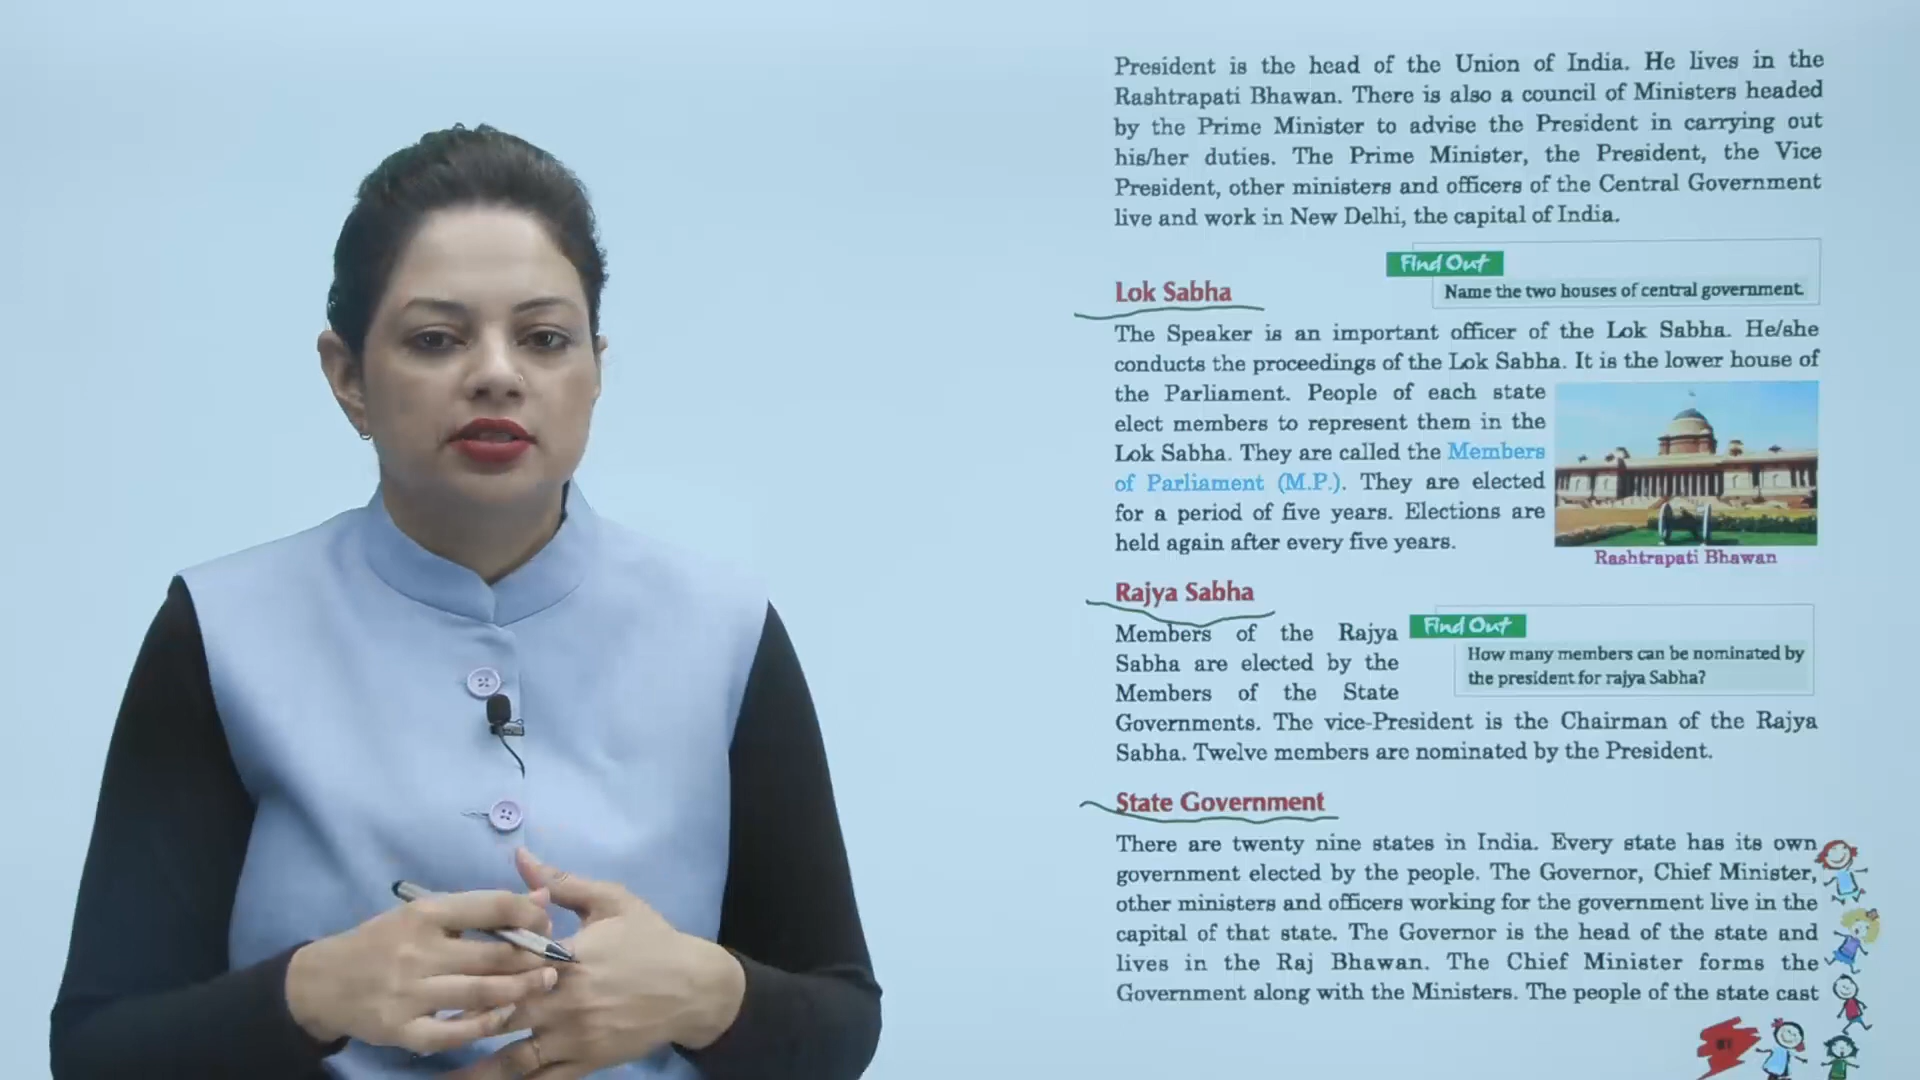 President is the head of the Union of India. He lives in the
Rashtrapati Bhawan. There is also a council of Ministers headed
by the Prime Minister to advise the President in carrying out
his/her duties. The Prime Minister, the President, the Vice
President, other ministers and officers of the Central Government
live and work in New Delhi, the capital of India.
Find Out
Name the two houses of central government.
Lok Sabha
The Speaker is an important officer of the Lok Sabha. He/she
conducts the proceedings of the Lok Sabha. It is the lower house of
the Parliament. People of each state
elect members to represent them in the
Lok Sabha. They are called the Members
of Parliament (M.P.). They are elected
for a period of five years. Elections are
held again after every five years.
Rashtrapati Bhawan
Rajya Sabha
Find Out
How many members can be nominated by
the president for rajya Sabha?
Members of the Rajya
Sabha are elected by the
Members of the State
Governments. The vice-President is the Chairman of the Rajya
Sabha. Twelve members are nominated by the President.
State Government
There are twenty nine states in India. Every state has its own
government elected by the people. The Governor, Chief Minister,
other ministers and officers working for the government live in the
capital of that state. The Governor is the head of the state and
lives in the Raj Bhawan. The Chief Minister forms the
Government along with the Ministers. The people of the state cast